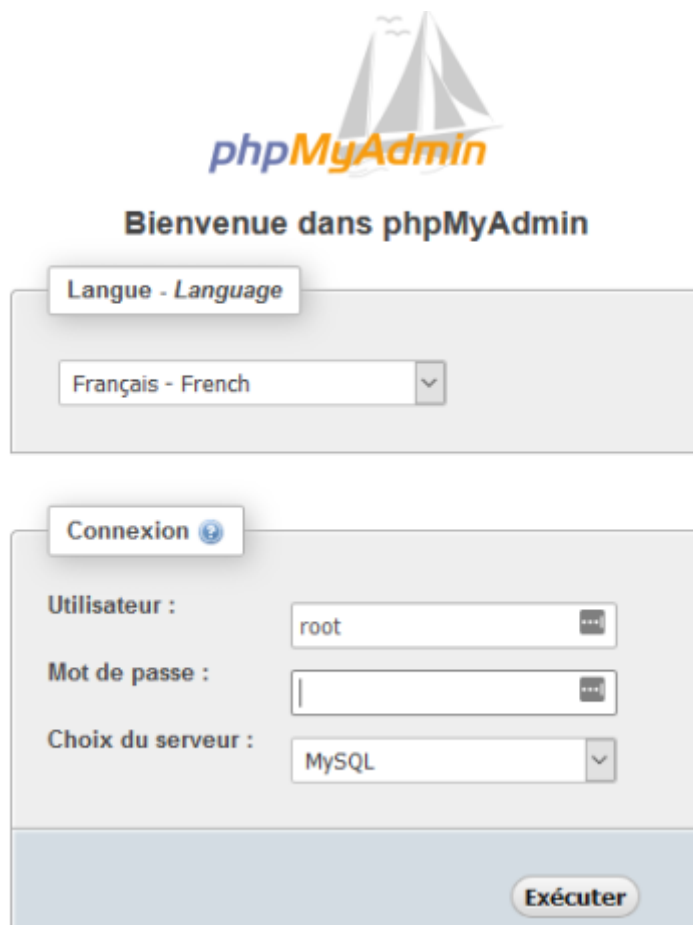 phpMyAdmin
Bienvenue dans phpMyAdmin
Langue - Language
Français - French
Connexion
Utilisateur :
root
Mot de passe :
Choix du serveur :
MySQL
Exécuter